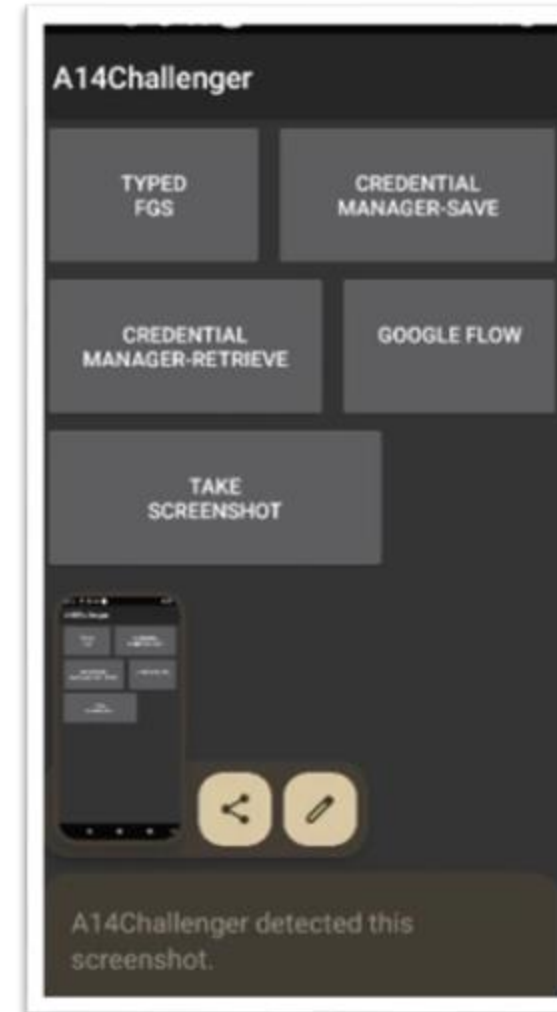 A14Challenger
TYPED
FGS
CREDENTIAL
MANAGER-SAVE
CREDENTIAL
MANAGER-RETRIEVE
GOOGLE FLOW
TAKE
SCREENSHOT
A14Challenger detected this
screenshot.